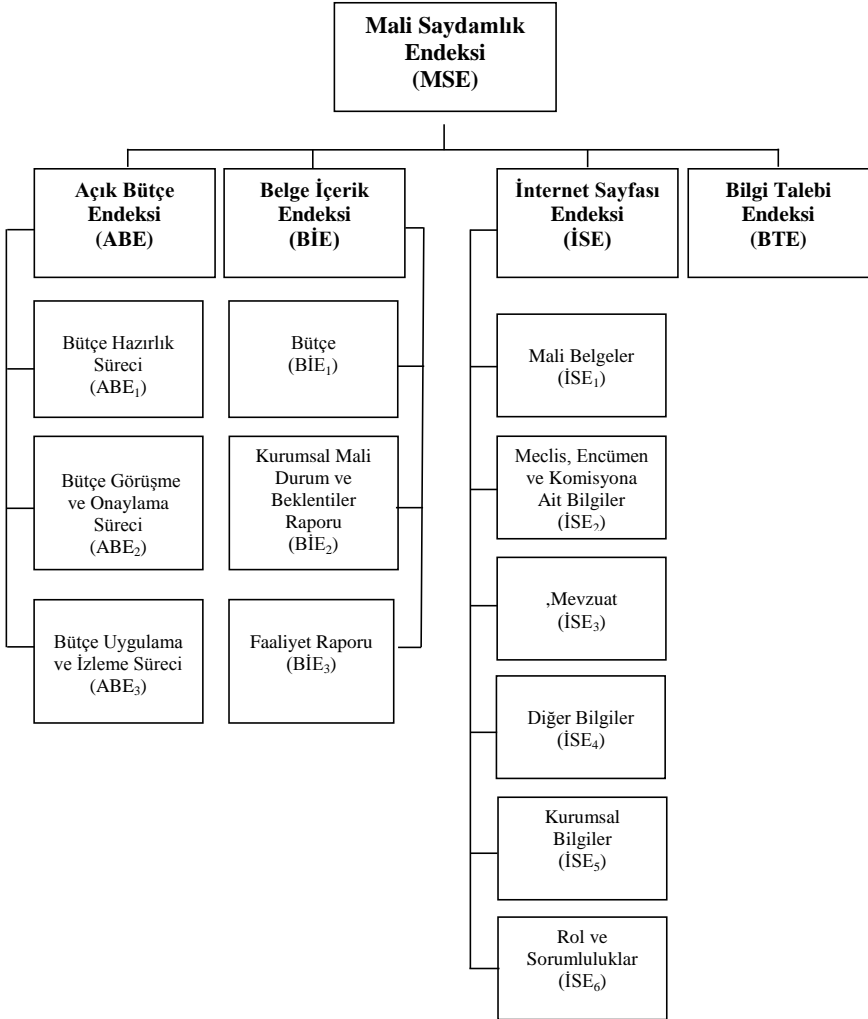 Mali Saydamlık
Endeksi
(MSE)
Açık Bütçe
Endeksi
(ABE)
Belge İçerik
Endeksi
(BİE)
İnternet Sayfası
Endeksi
(İSE)
Bilgi Talebi
Endeksi
(BTE)
Bütçe Hazırlık
Süreci
(ABE₁)
Bütçe
(BİE₁)
Mali Belgeler
(İSE₁)
Bütçe Görüşme
ve Onaylama
Süreci
(ABE₂)
Kurumsal Mali
Durum ve
Beklentiler
Raporu
(BİE₂)
Meclis, Encümen
ve Komisyona
Ait Bilgiler
(İSE₂)
,Mevzuat
(İSE₃)
Bütçe Uygulama
ve İzleme Süreci
(ABE₃)
Faaliyet Raporu
(BİE₃)
Diğer Bilgiler
(İSE₄)
Kurumsal
Bilgiler
(İSE₅)
Rol ve
Sorumluluklar
(İSE₆)